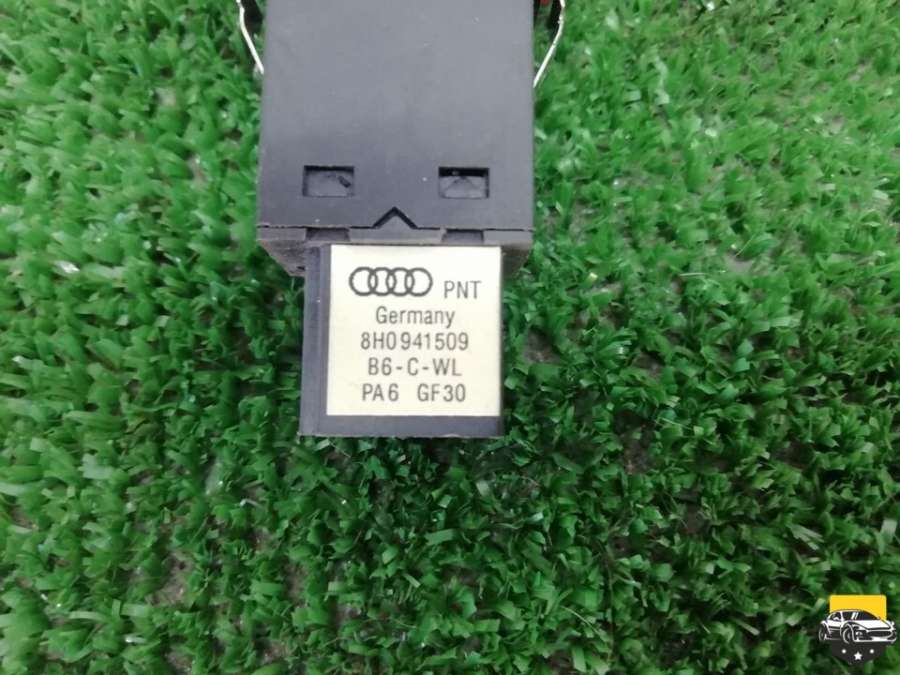 PNT
Germany
8H0941509
B6-C-WL
PA6 GF30